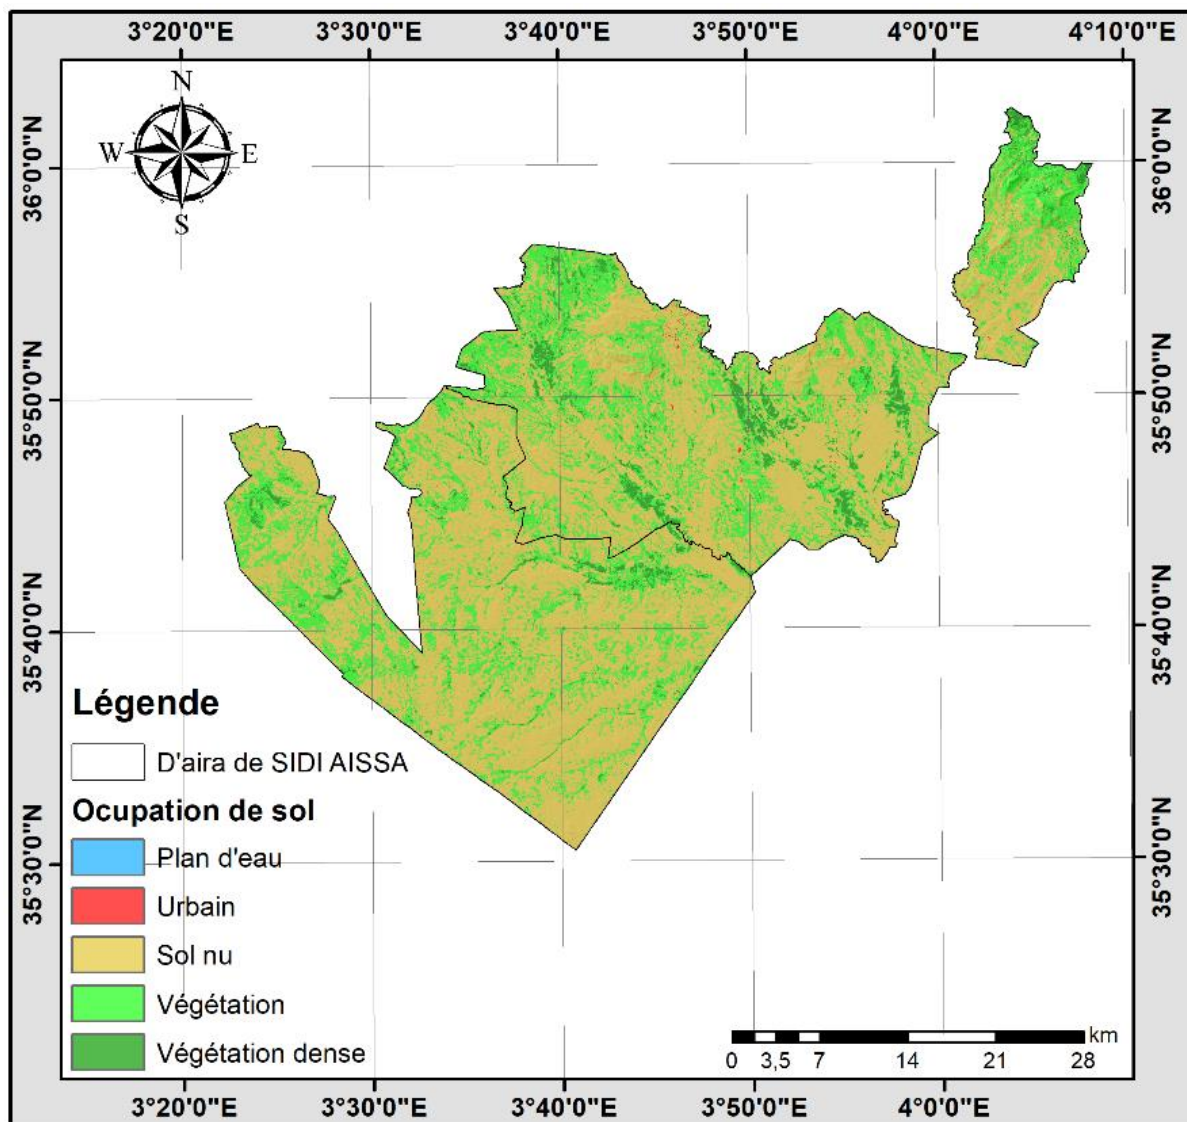 3°20'0"E 3°30'0"E 3°40'0"E 3°50'0"E 4°0'0"E 4°10'0"E
N
W E
S
36°0'0"N 36°0'0"N
35°50'0"N 35°50'0"N
35°40'0"N 35°40'0"N
35°30'0"N 35°30'0"N
Légende
D'aira de SIDI AISSA
Ocupation de sol
Plan d'eau
Urbain
Sol nu
Végétation
Végétation dense
km
0 3,5 7 14 21 28
3°20'0"E 3°30'0"E 3°40'0"E 3°50'0"E 4°0'0"E